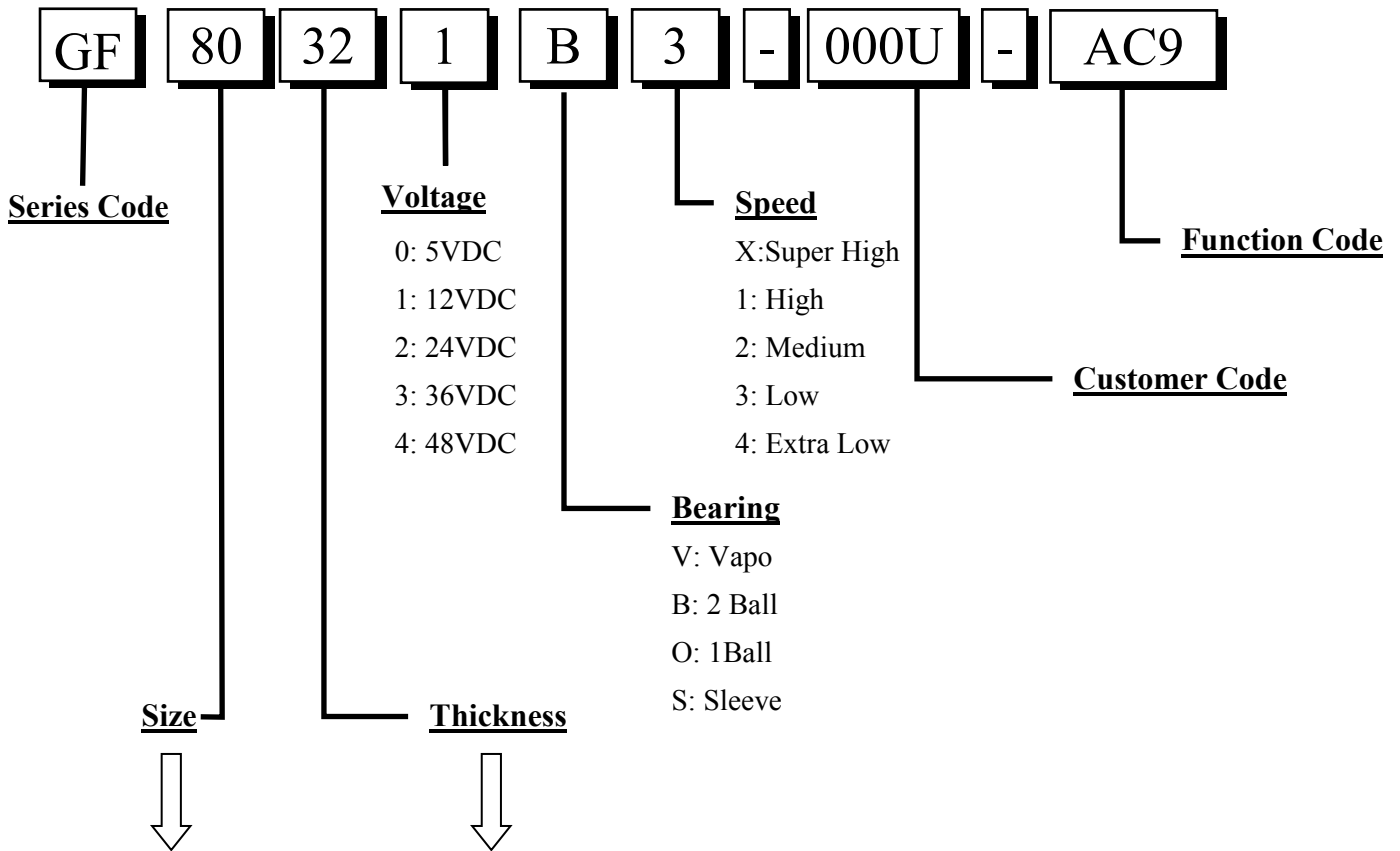 GF 80 32 1 B 3 - 000U - AC9
Series Code
Voltage
0: 5VDC
1: 12VDC
2: 24VDC
3: 36VDC
4: 48VDC
Speed
X:Super High
1: High
2: Medium
3: Low
4: Extra Low
Function Code
Customer Code
Bearing
V: Vapo
B: 2 Ball
O: 1Ball
S: Sleeve
Size
Thickness